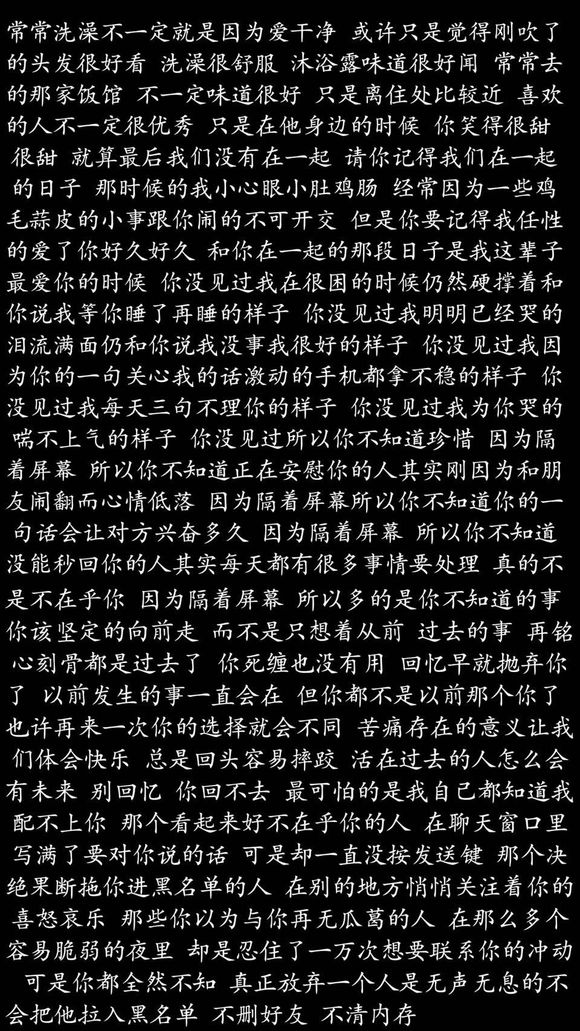 常常洗澡不一定就是因为爱干净 或许只是觉得刚吹了
的头发很好看 洗澡很舒服 沐浴露味道很好闻 常常去
的那家饭馆 不一定味道很好 只是离住处比较近 喜欢
的人不一定很优秀 只是在他身边的时候 你笑得很甜
很甜 就算最后我们没有在一起 请你记得我们在一起
的日子 那时候的我小心眼小肚鸡肠 经常因为一些鸡
毛蒜皮的小事跟你闹的不可开交 但是你要记得我任性
的爱了你好久好久 和你在一起的那段日子是我这辈子
最爱你的时候 你没见过我在很困的时候仍然硬撑着和
你说我等你睡了再睡的样子 你没见过我明明已经哭的
泪流满面仍和你说我没事我很好的样子 你没见过我因
为你的一句关心我的话激动的手机都拿不稳的样子 你
没见过我每天三句不理你的样子 你没见过我为你哭的
喘不上气的样子 你没见过所以你不知道珍惜 因为隔
着屏幕 所以你不知道正在安慰你的人其实刚因为和朋
友闹翻而心情低落 因为隔着屏幕所以你不知道你的一
句话会让对方兴奋多久 因为隔着屏幕 所以你不知道
没能秒回你的人其实每天都有很多事情要处理 真的不
是不在乎你 因为隔着屏幕 所以多的是你不知道的事
你该坚定的向前走 而不是只想着从前 过去的事 再铭
心刻骨都是过去了 你死缠也没有用 回忆早就抛弃你
了 以前发生的事一直会在 但你都不是以前那个你了
也许再来一次你的选择就会不同 苦痛存在的意义让我
们体会快乐 总是回头容易摔跤 活在过去的人怎么会
有未来 别回忆 你回不去 最可怕的是我自己都知道我
配不上你 那个看起来好不在乎你的人 在聊天窗口里
写满了要对你说的话 可是却一直没按发送键 那个决
绝果断拖你进黑名单的人 在别的地方悄悄关注着你的
喜怒哀乐 那些你以为与你再无瓜葛的人 在那么多个
容易脆弱的夜里 却是忍住了一万次想要联系你的冲动
可是你都全然不知 真正放弃一个人是无声无息的不
会把他拉入黑名单 不删好友 不清内存